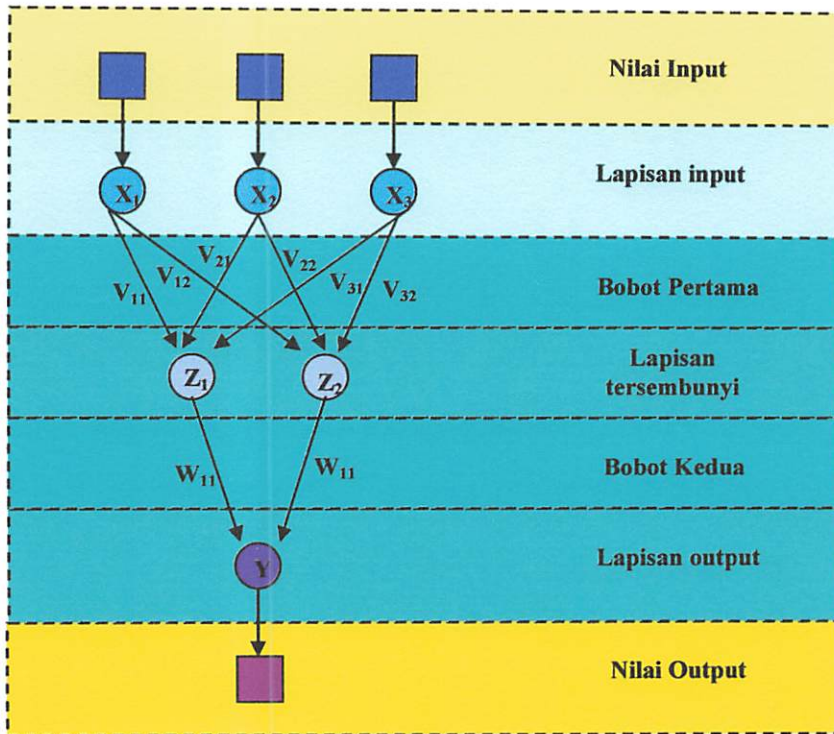 Nilai Input
X1 X2 X3
Lapisan input
V11 V12 V21 V22 V31 V32
Bobot Pertama
Z1 Z2
Lapisan
tersembunyi
W11 W11
Bobot Kedua
Y
Lapisan output
Nilai Output